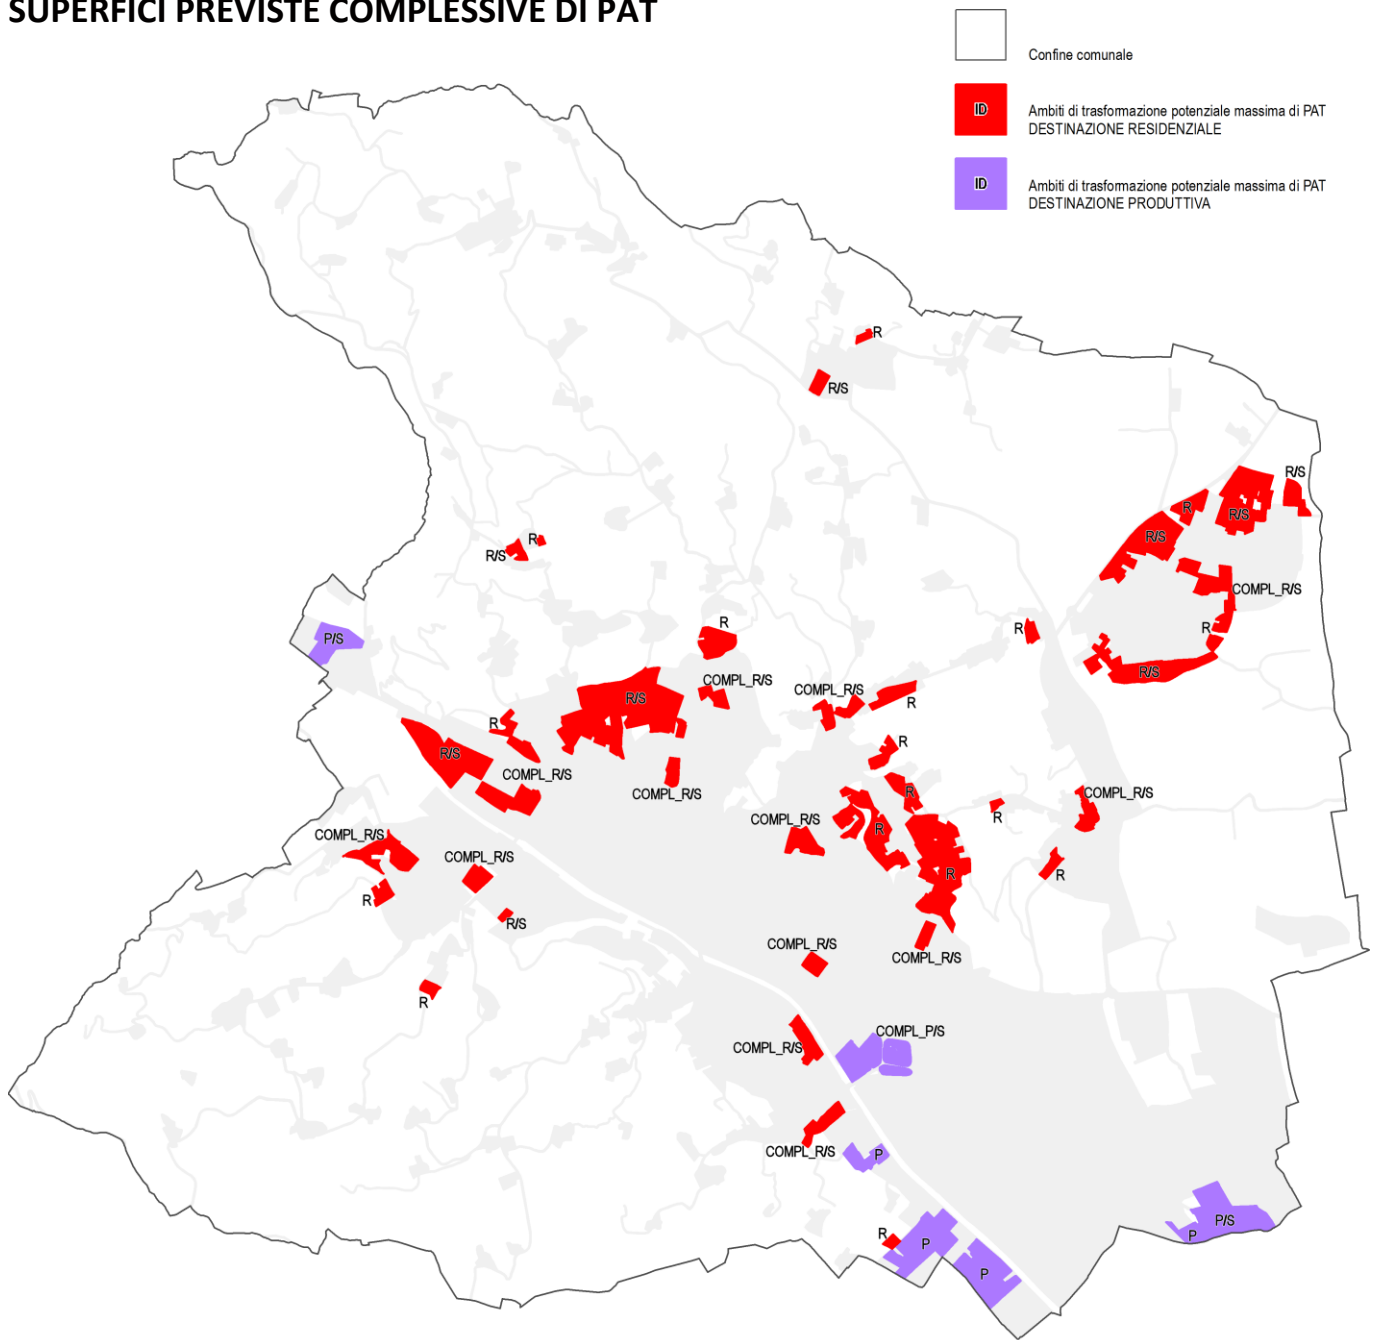 SUPERFICI PREVISTE COMPLESSIVE DI PAT
Confine comunale
ID
Ambiti di trasformazione potenziale massima di PAT
DESTINAZIONE RESIDENZIALE
ID
Ambiti di trasformazione potenziale massima di PAT
DESTINAZIONE PRODUTTIVA
R
R/S
R/S
R
R/S
R/S
R
R/S
COMPL_R/S
R
R
R/S
P/S
R
COMPL_R/S
R/S
COMPL_R/S
R
R
R/S
COMPL_R/S
COMPL_R/S
R
R
COMPL_R/S
R
COMPL_R/S
R
R
COMPL_R/S
COMPL_R/S
R
R
R/S
R
COMPL_R/S
COMPL_R/S
R
COMPL_P/S
COMPL_R/S
COMPL_R/S
P
R
P
P
P/S
P